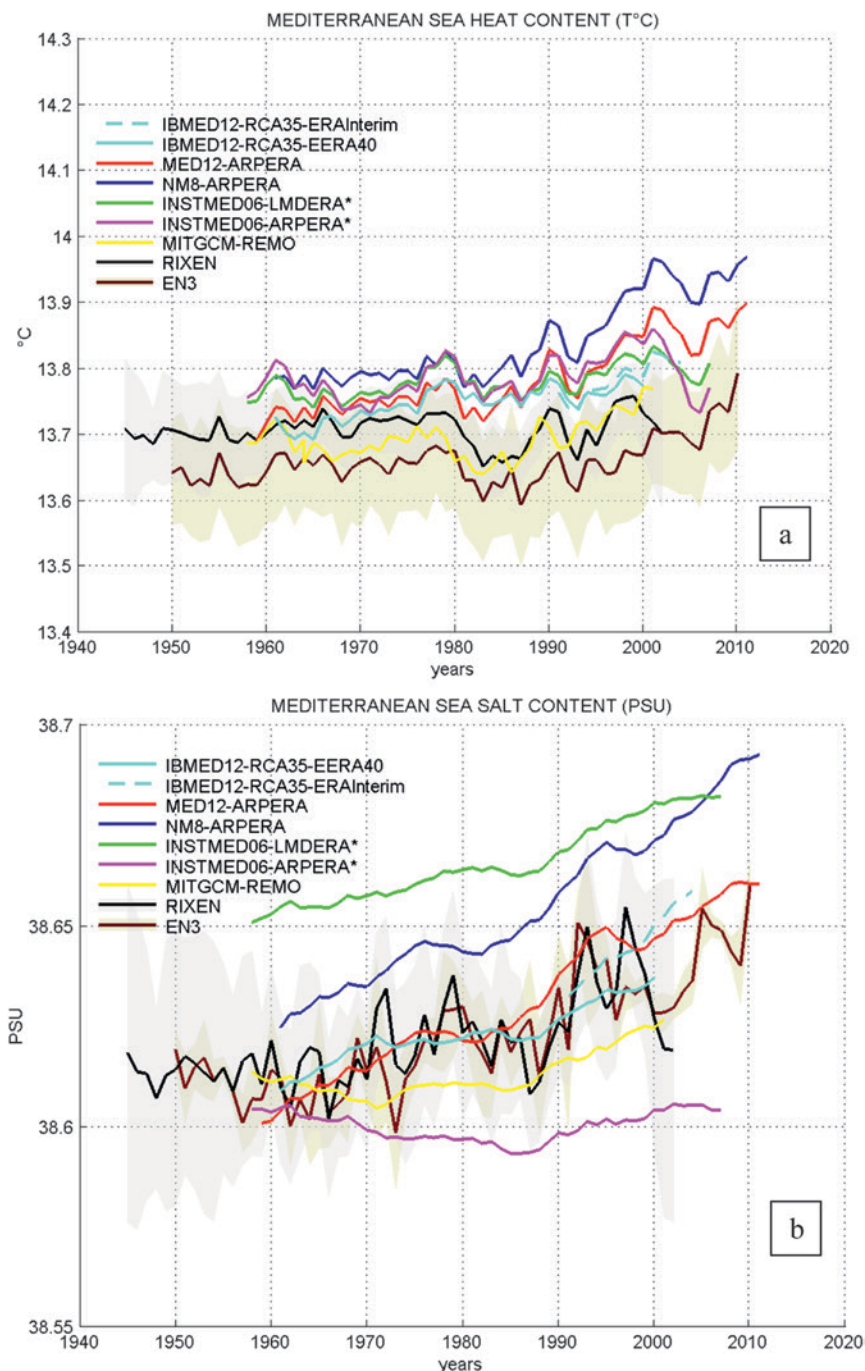 MEDITERRANEAN SEA HEAT CONTENT (T°C)
14.3
14.2
14.1
14
13.9
13.8
13.7
13.6
13.5
13.4
°C
IBMED12-RCA35-ERAInterim
IBMED12-RCA35-EERA40
MED12-ARPERA
NM8-ARPERA
INSTMED06-LMDERA*
INSTMED06-ARPERA*
MITGCM-REMO
RIXEN
EN3
a
1940 1950 1960 1970 1980 1990 2000 2010 2020
years
MEDITERRANEAN SEA SALT CONTENT (PSU)
38.7
38.65
38.6
38.55
PSU
IBMED12-RCA35-EERA40
IBMED12-RCA35-ERAInterim
MED12-ARPERA
NM8-ARPERA
INSTMED06-LMDERA*
INSTMED06-ARPERA*
MITGCM-REMO
RIXEN
EN3
b
1940 1950 1960 1970 1980 1990 2000 2010 2020
years